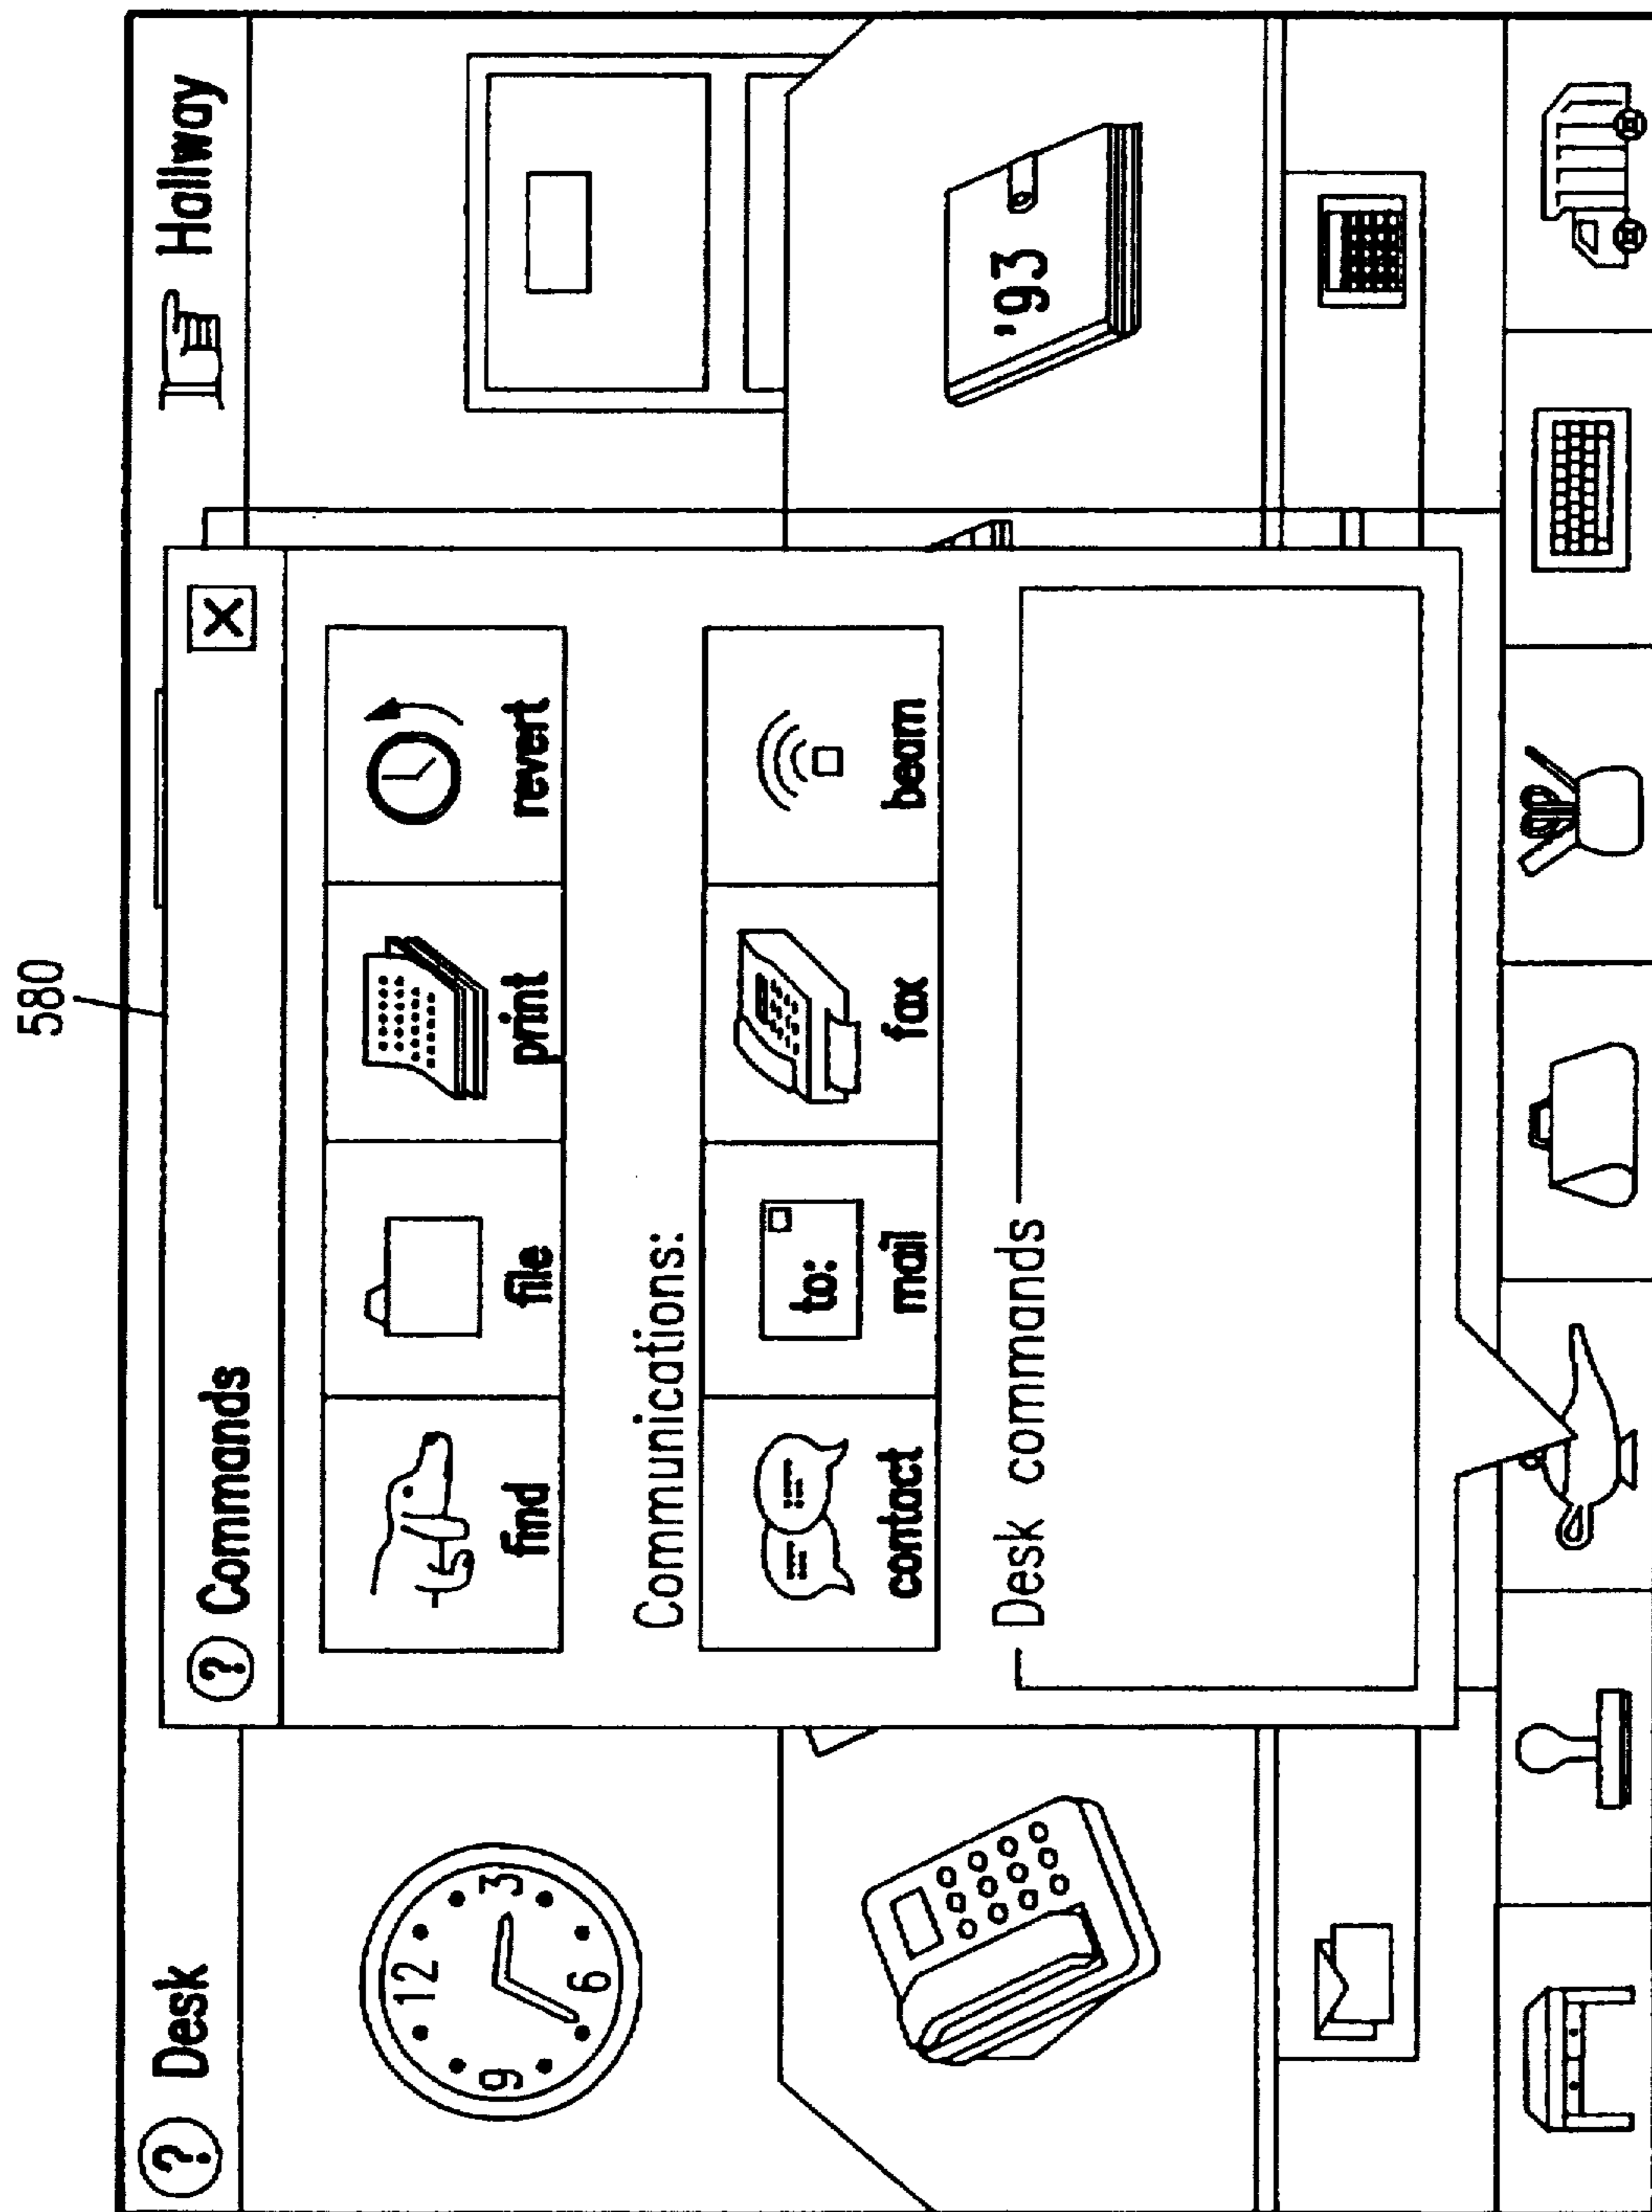 580
? Desk
Hallway
? Commands
X
find
file
print
revert
Communications:
to:
contact
mail
fax
beam
Desk commands
12
3
6
9
'93